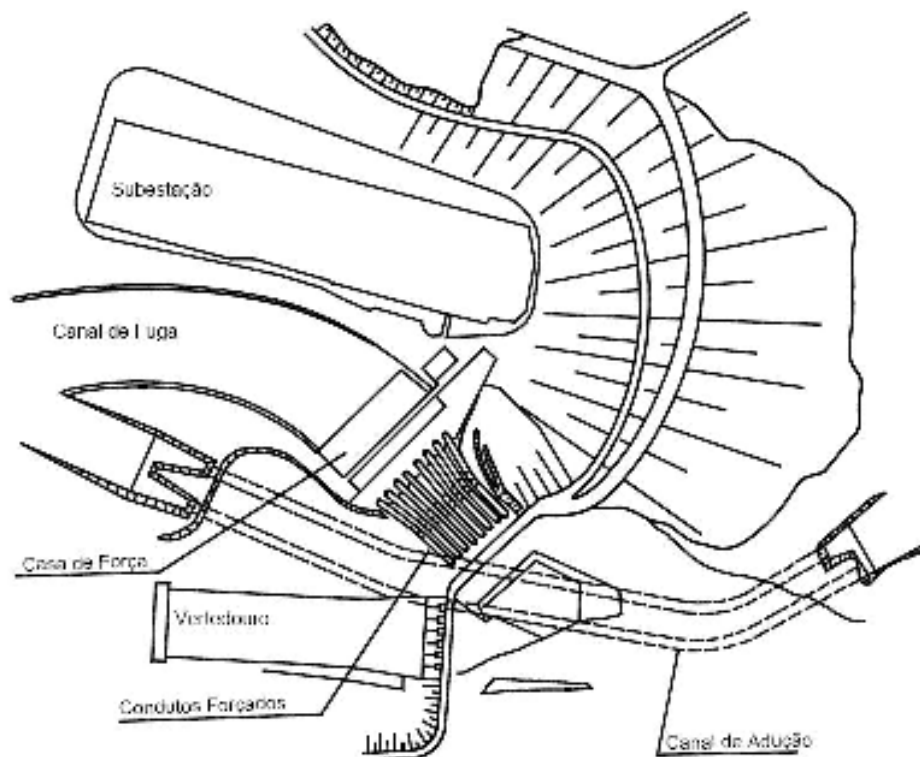 Subestação
Canal de Fuga
Casa de Força
Vertedouro
Condutos Forçados
Canal de Adução